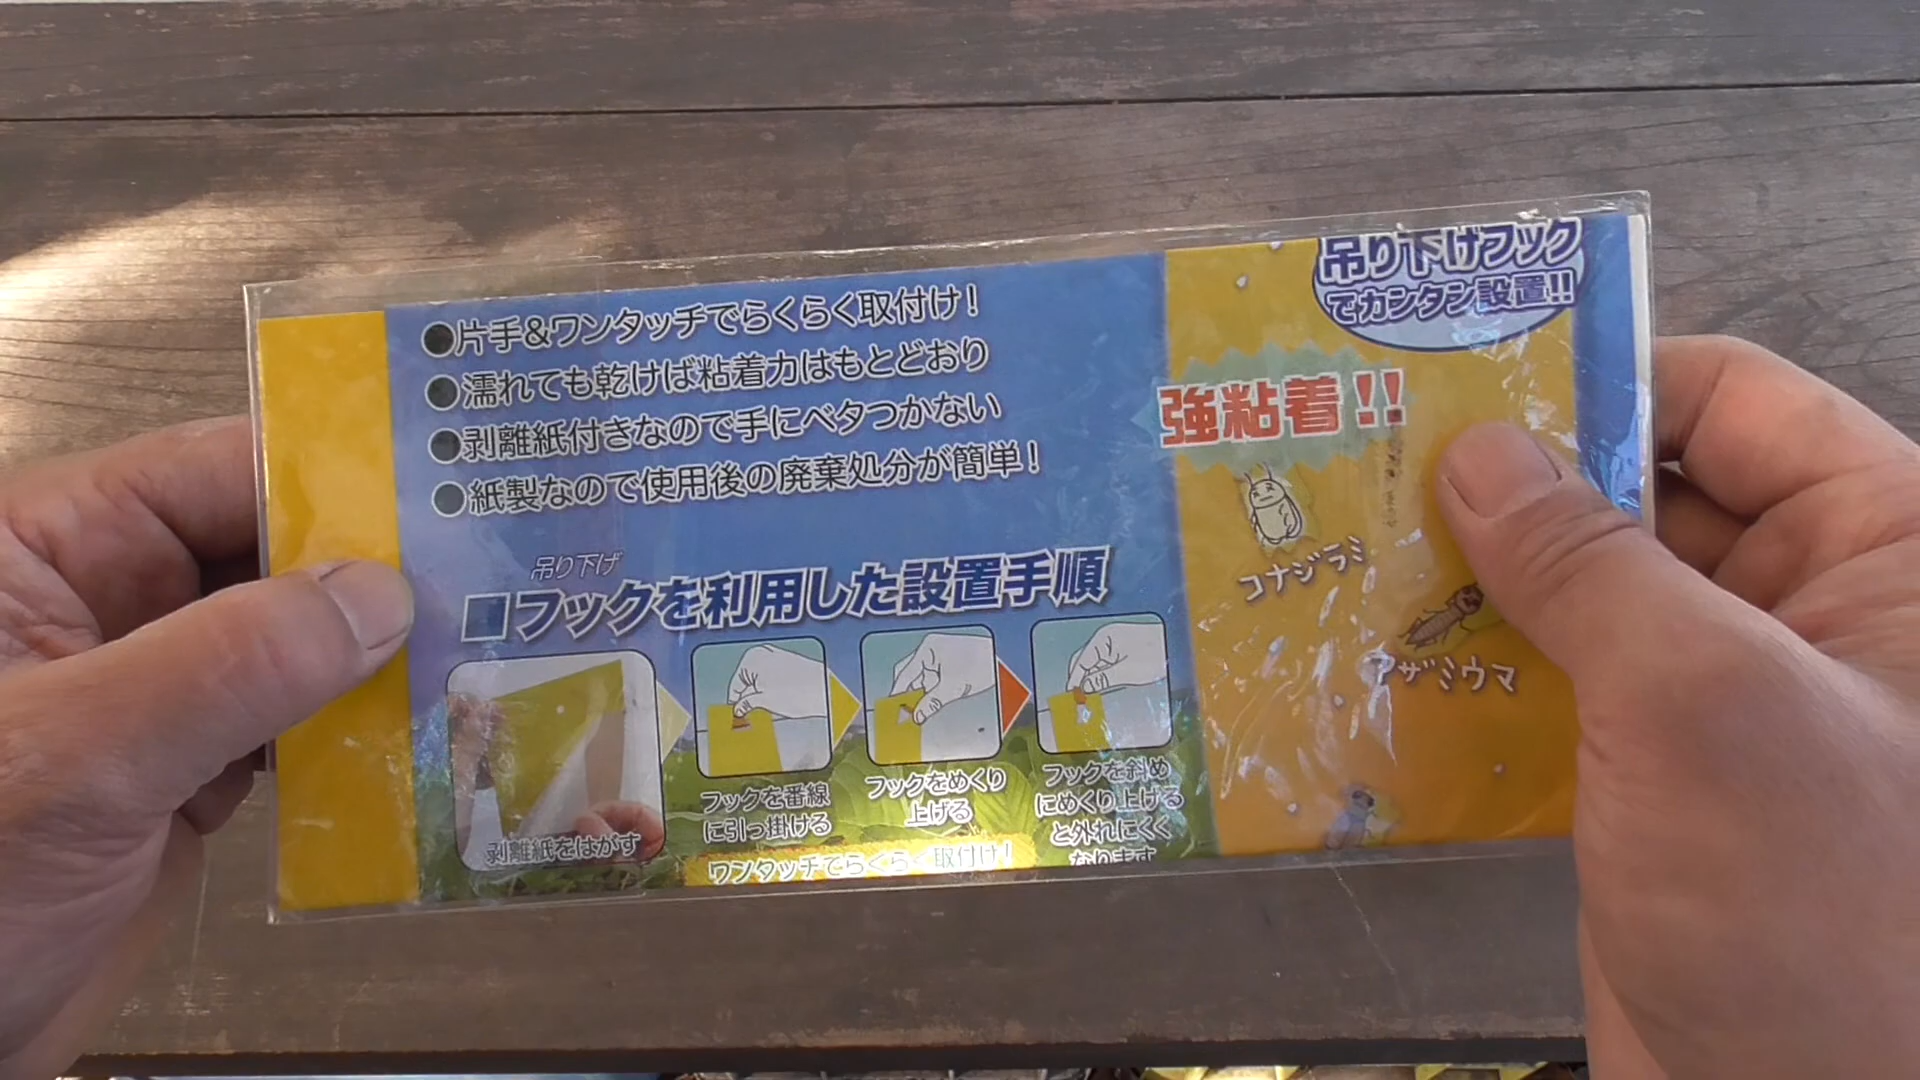 ●片手&ワンタッチでらくらく取付け!
●濡れても乾けば粘着力はもとどおり
●剥離紙付きなので手にベタつかない
●紙製なので使用後の廃棄処分が簡単!
吊り下げ
■フックを利用した設置手順
剥離紙をはがす
フックを番線
に引っ掛ける
フックをめくり
上げる
フックを斜め
にめくり上げる
と外れにくく
なります
ワンタッチでらくらく取付け!
吊り下げフック
でカンタン設置!!
強粘着!!
コナジラミ
アザミウマ